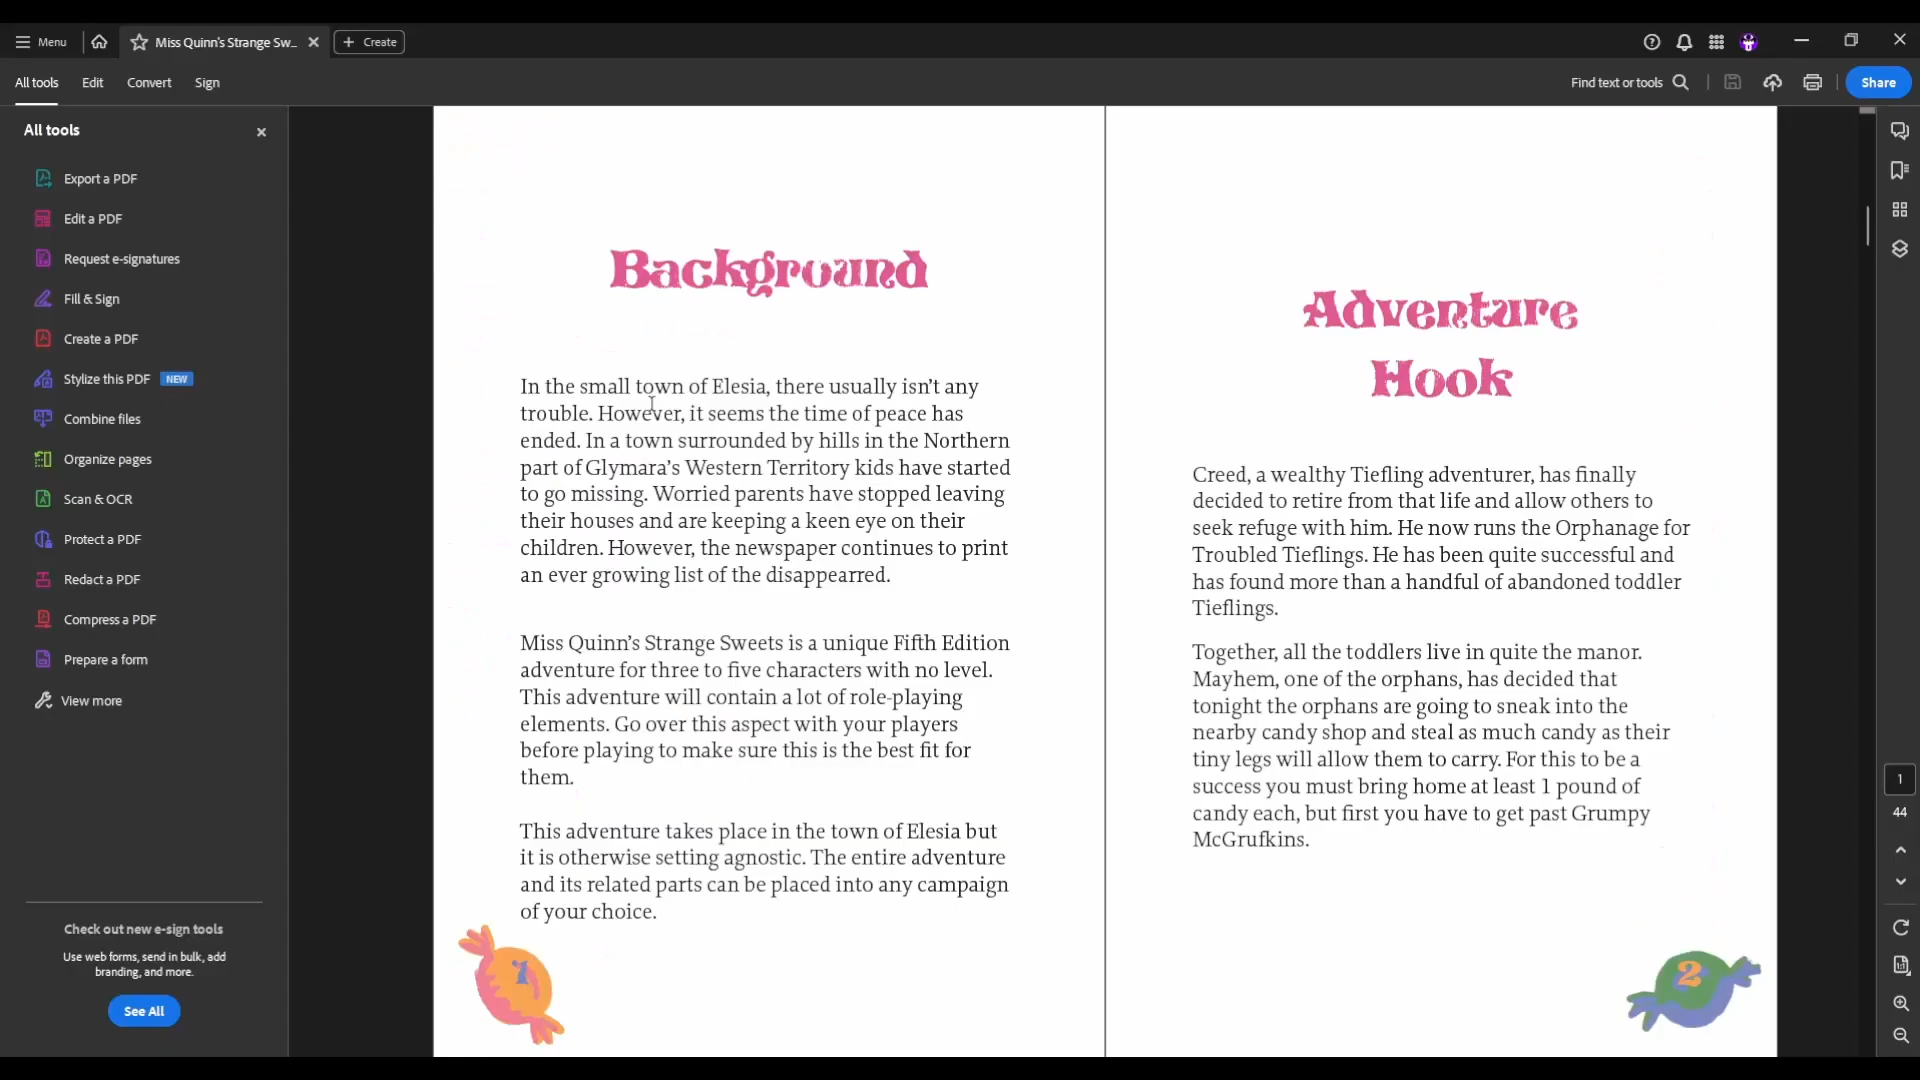 Menu
Miss Quinn's Strange Sw...
Create
All tools
Edit
Convert
Sign
Find text or tools
Share
All tools
Export a PDF
Edit a PDF
Request e-signatures
Fill & Sign
Create a PDF
Stylize this PDF NEW
Combine files
Organize pages
Scan & OCR
Protect a PDF
Redact a PDF
Compress a PDF
Prepare a form
View more
Check out new e-sign tools
Use web forms, send in bulk, add
branding, and more.
See All
Background
In the small town of Elesia, there usually isn't any
trouble. However, it seems the time of peace has
ended. In a town surrounded by hills in the Northern
part of Glymara's Western Territory kids have started
to go missing. Worried parents have stopped leaving
their houses and are keeping a keen eye on their
children. However, the newspaper continues to print
an ever growing list of the disappearred.
Miss Quinn's Strange Sweets is a unique Fifth Edition
adventure for three to five characters with no level.
This adventure will contain a lot of role-playing
elements. Go over this aspect with your players
before playing to make sure this is the best fit for
them.
This adventure takes place in the town of Elesia but
it is otherwise setting agnostic. The entire adventure
and its related parts can be placed into any campaign
of your choice.
1
Adventure
Hook
Creed, a wealthy Tiefling adventurer, has finally
decided to retire from that life and allow others to
seek refuge with him. He now runs the Orphanage for
Troubled Tieflings. He has been quite successful and
has found more than a handful of abandoned toddler
Tieflings.
Together, all the toddlers live in quite the manor.
Mayhem, one of the orphans, has decided that
tonight the orphans are going to sneak into the
nearby candy shop and steal as much candy as their
tiny legs will allow them to carry. For this to be a
success you must bring home at least 1 pound of
candy each, but first you have to get past Grumpy
McGrufkins.
2
1
44